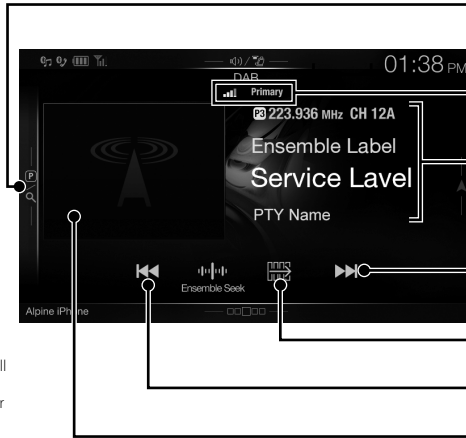 01:38 PM
DAB
Primary
P3 223.936 MHz CH 12A
Ensemble Label
Service Lavel
PTY Name
P
Ensemble Seek
Alpine iPhone
ll
r